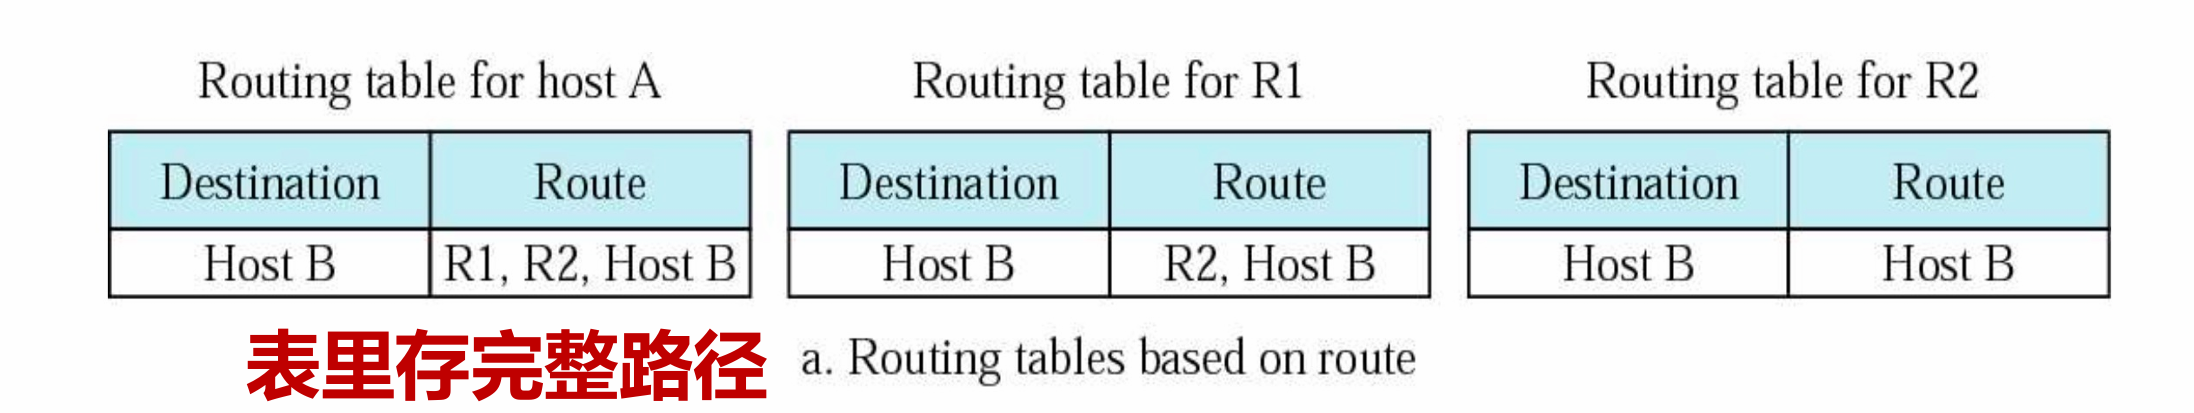 Routing table for host A Routing table for R1 Routing table for R2
Destination Route Destination Route Destination Route
Host B R1, R2, Host B Host B R2, Host B Host B Host B
表里存完整路径 a. Routing tables based on route